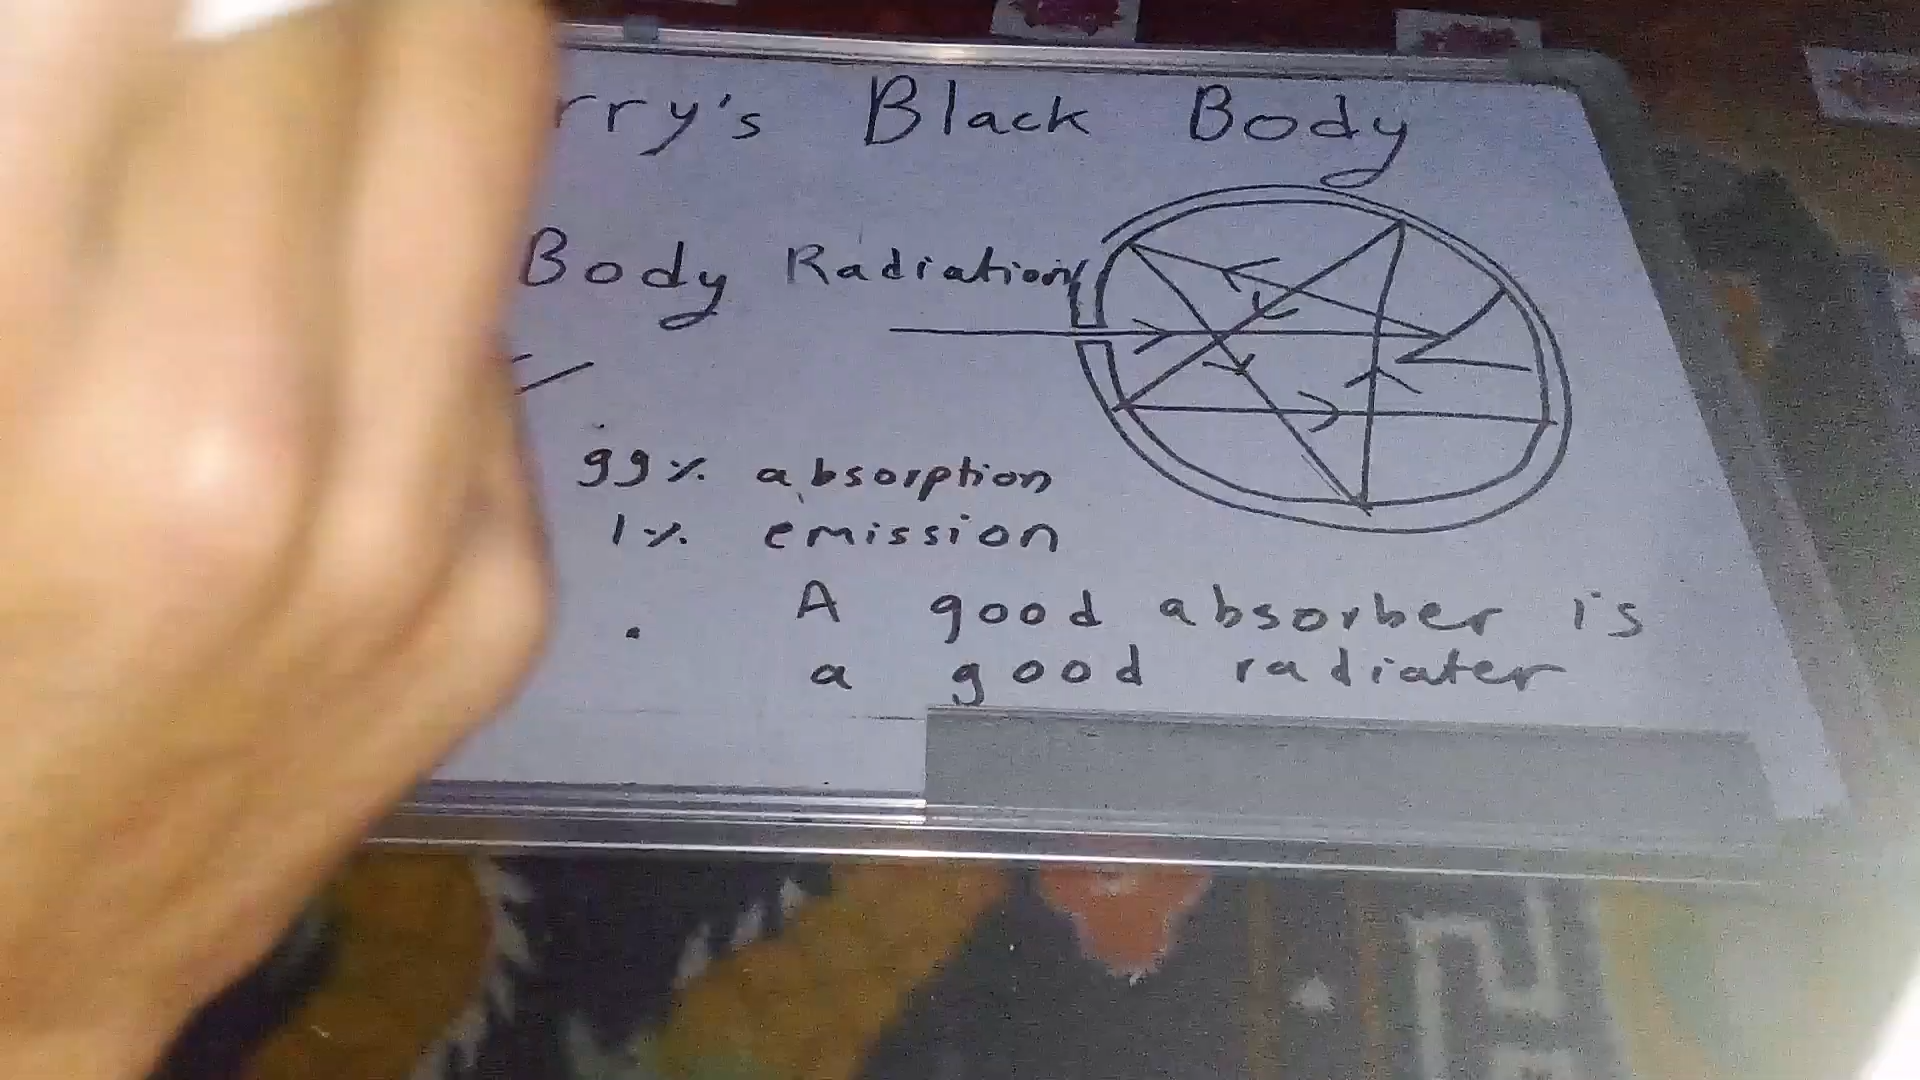 rry's Black Body
Body Radiation
99% absorption
1% emission
A good absorber is
a good radiater